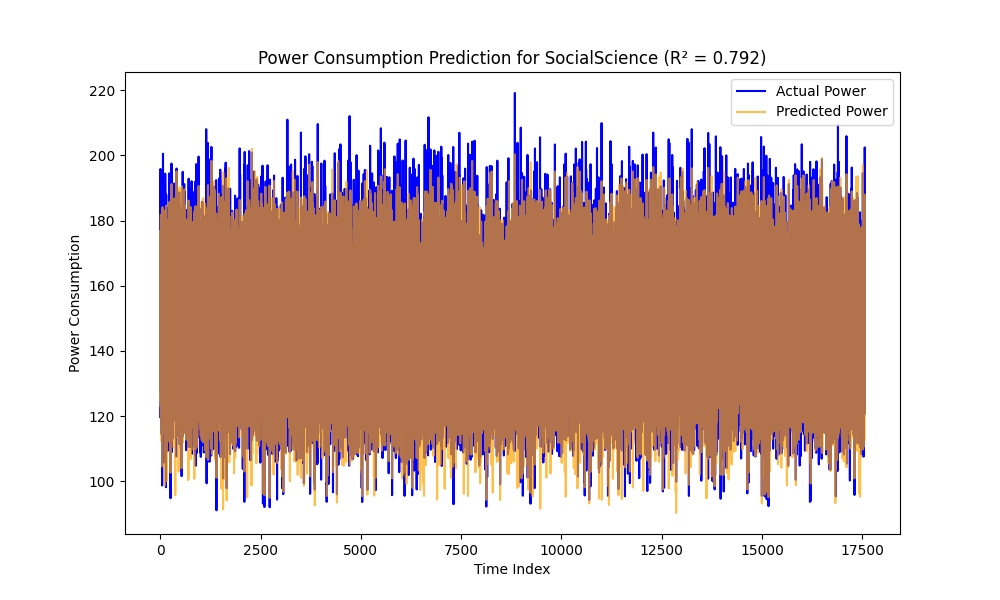 Power Consumption Prediction for SocialScience (R² = 0.792)
Actual Power
Predicted Power
220
200
180
160
140
120
100
Power Consumption
0 2500 5000 7500 10000 12500 15000 17500
Time Index